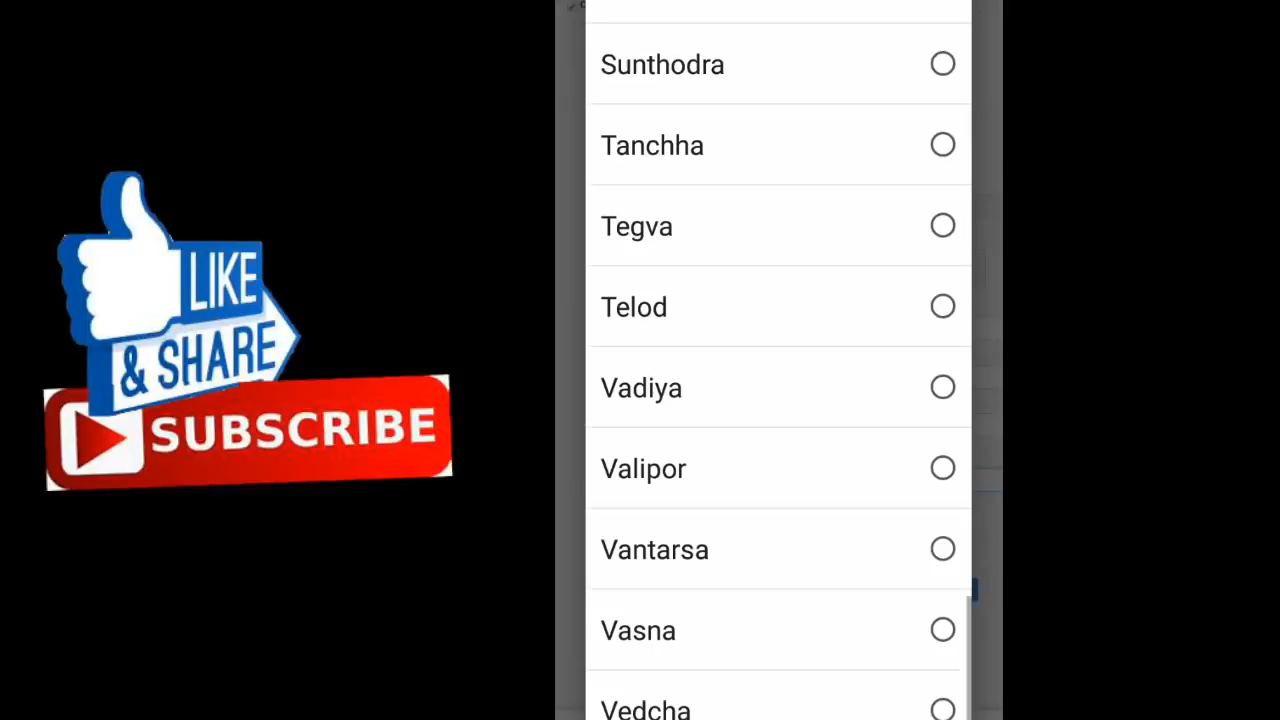 LIKE
& SHARE
SUBSCRIBE
Sunthodra
Tanchha
Tegva
Telod
Vadiya
Valipor
Vantarsa
Vasna
Vedcha